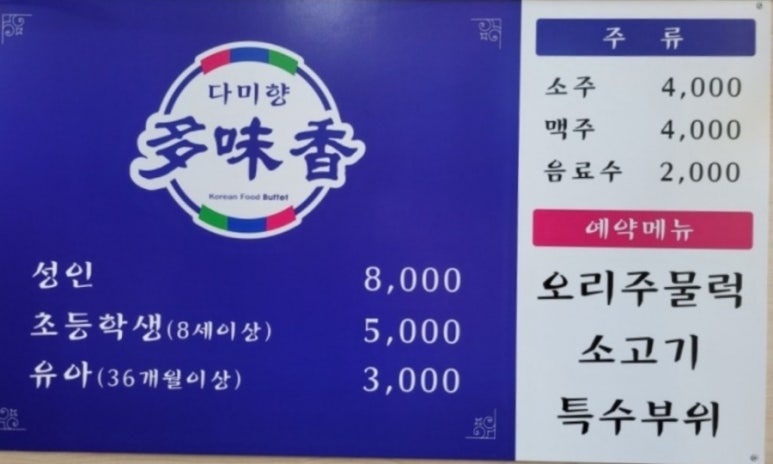 다미향
多味香
Korean Food Buffet
성인 8,000
초등학생(8세이상) 5,000
유아(36개월이상) 3,000
주 류
소주 4,000
맥주 4,000
음료수 2,000
예약메뉴
오리주물럭
소고기
특수부위